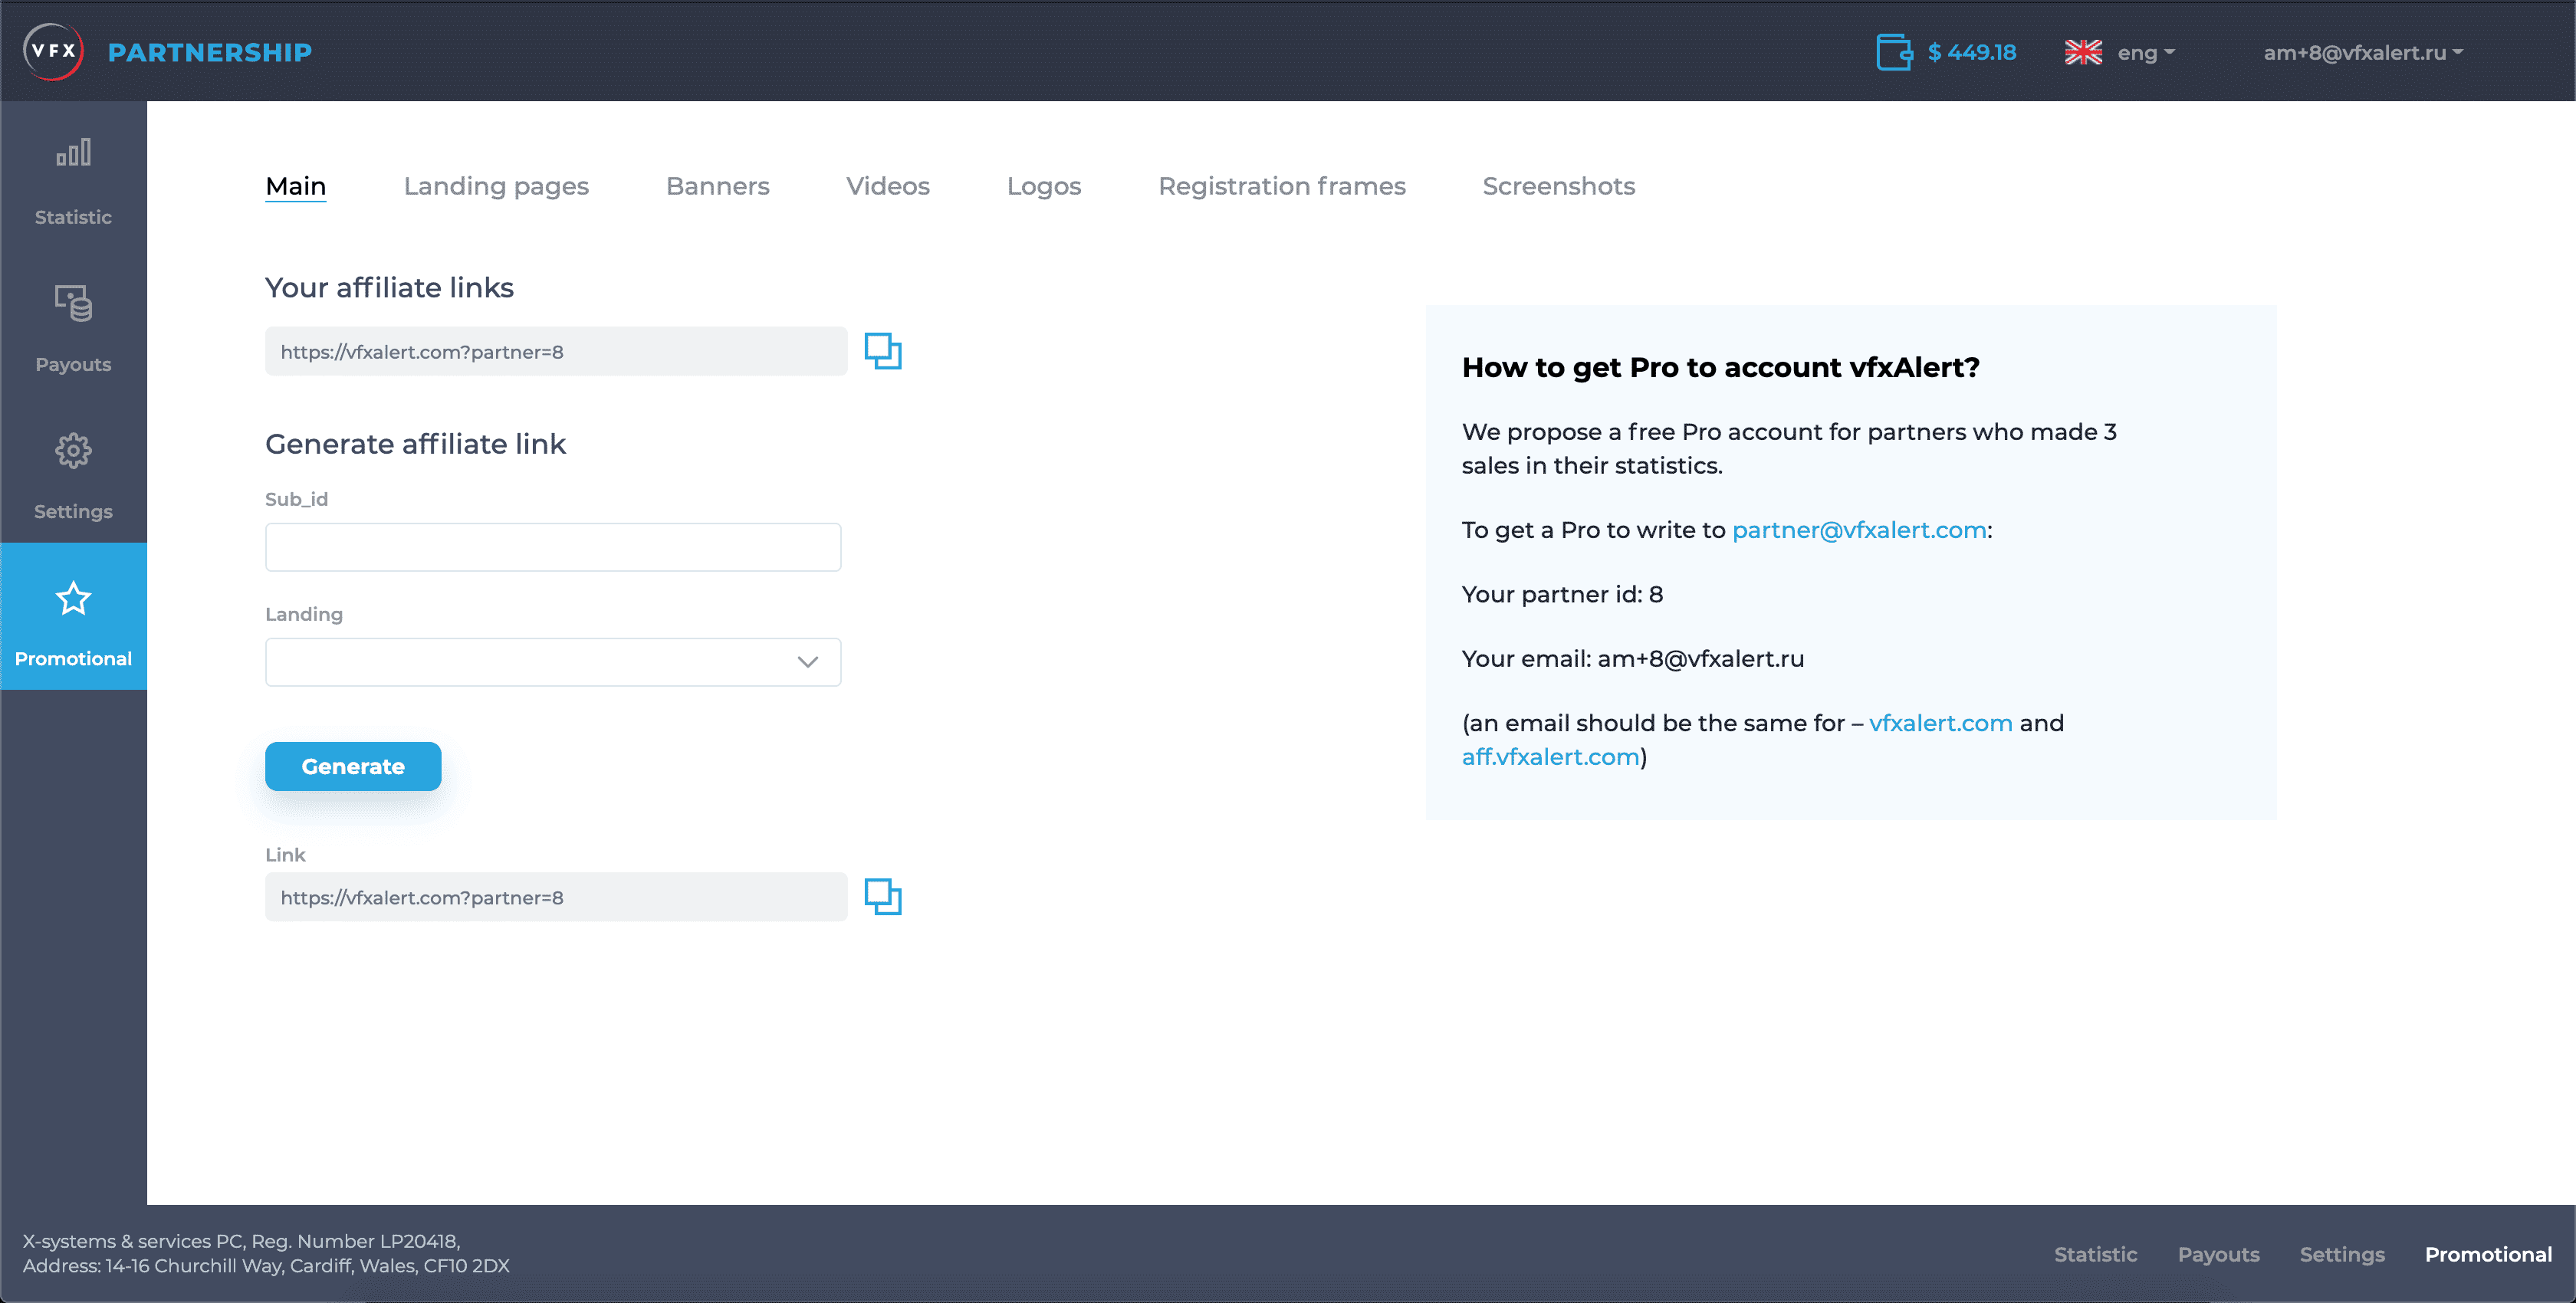 VFX PARTNERSHIP
$ 449.18
eng
am+8@vfxalert.ru
Statistic
Payouts
Settings
Promotional
Main
Landing pages
Banners
Videos
Logos
Registration frames
Screenshots
Your affiliate links
https://vfxalert.com?partner=8
Generate affiliate link
Sub_id
Landing
Generate
Link
https://vfxalert.com?partner=8
How to get Pro to account vfxAlert?
We propose a free Pro account for partners who made 3
sales in their statistics.
To get a Pro to write to partner@vfxalert.com:
Your partner id: 8
Your email: am+8@vfxalert.ru
(an email should be the same for – vfxalert.com and
aff.vfxalert.com)
X-systems & services PC, Reg. Number LP20418,
Address: 14-16 Churchill Way, Cardiff, Wales, CF10 2DX
Statistic
Payouts
Settings
Promotional